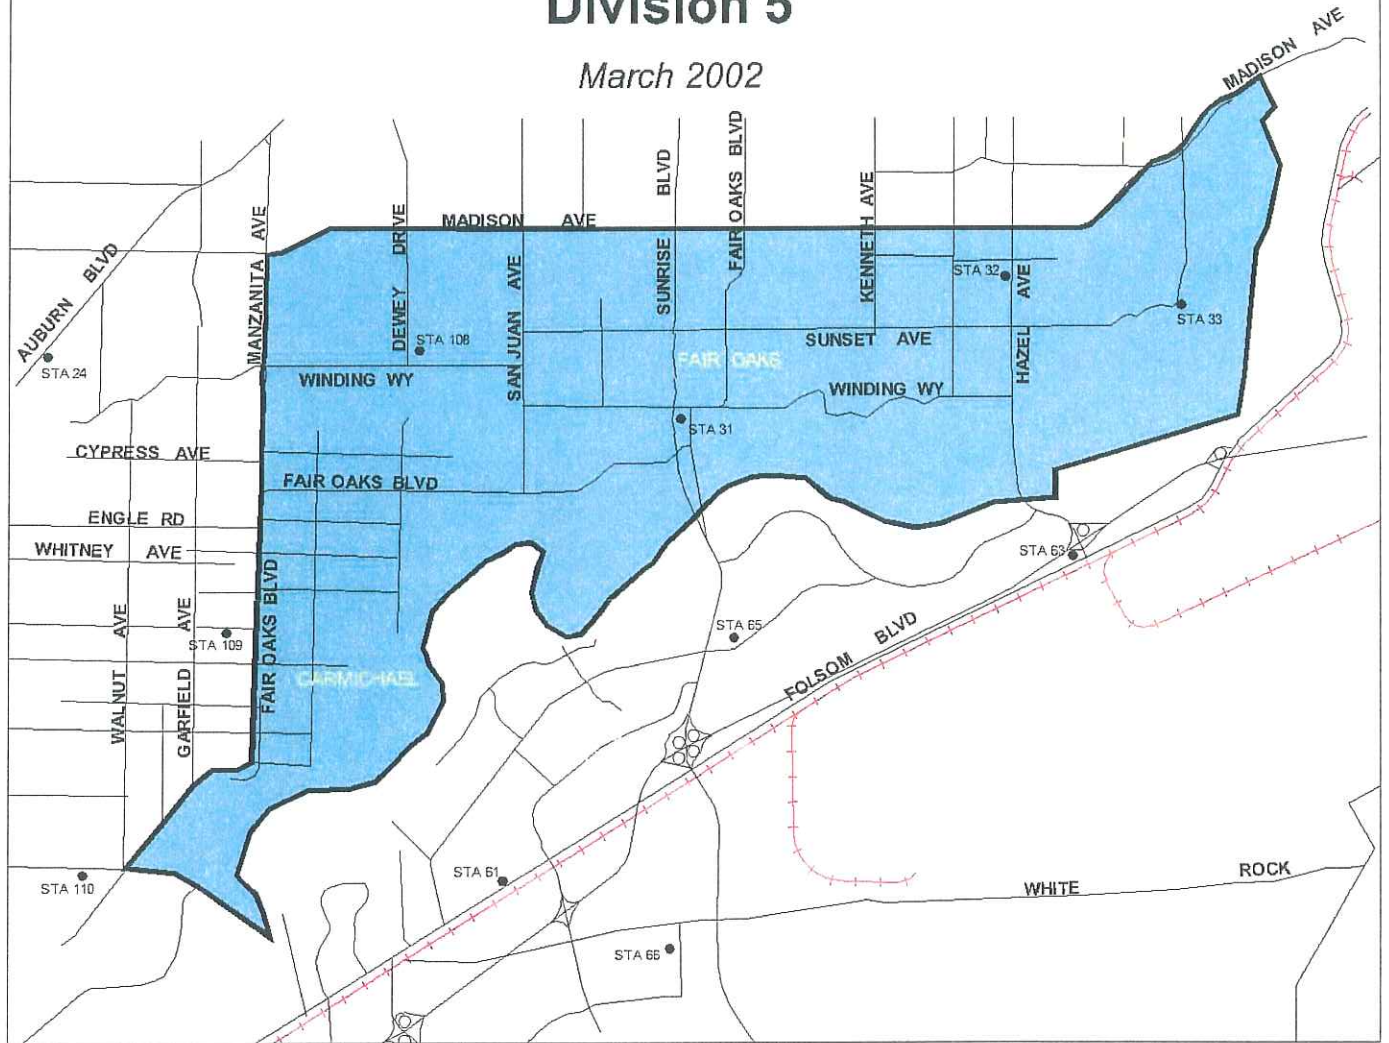 Division 5
March 2002
MADISON AVE
MADISON AVE
AUBURN BLVD
MANZANITA AVE
DEWEY DRIVE
SAN JUAN AVE
SUNRISE BLVD
FAIR OAKS BLVD
KENNETH AVE
HAZEL AVE
STA 32
STA 33
STA 108
STA 24
SUNSET AVE
FAIR OAKS
WINDING WY
WINDING WY
STA 31
CYPRESS AVE
FAIR OAKS BLVD
ENGLE RD
WHITNEY AVE
STA 63
FAIR OAKS BLVD
WALNUT AVE
GARFIELD AVE
STA 109
STA 65
CARMICHAEL
FOLSOM BLVD
STA 110
STA 61
WHITE ROCK
STA 66